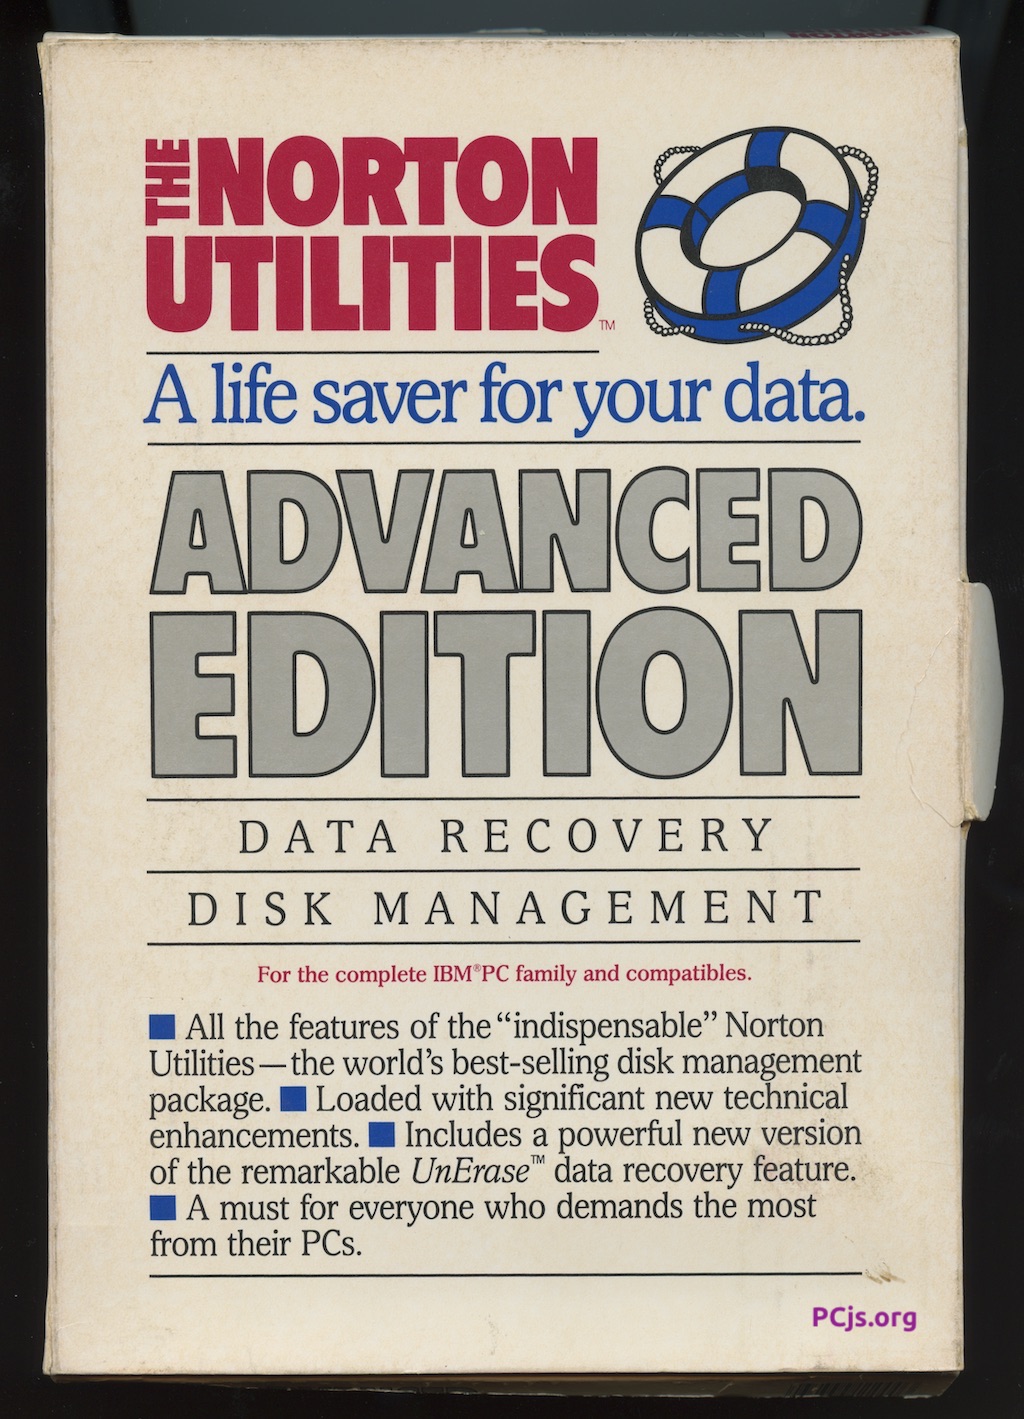 THE NORTON
UTILITIES™
A life saver for your data.
ADVANCED
EDITION
DATA RECOVERY
DISK MANAGEMENT
For the complete IBM® PC family and compatibles.
■ All the features of the “indispensable” Norton
Utilities—the world’s best-selling disk management
package. ■ Loaded with significant new technical
enhancements. ■ Includes a powerful new version
of the remarkable UnErase™ data recovery feature.
■ A must for everyone who demands the most
from their PCs.
PCjs.org